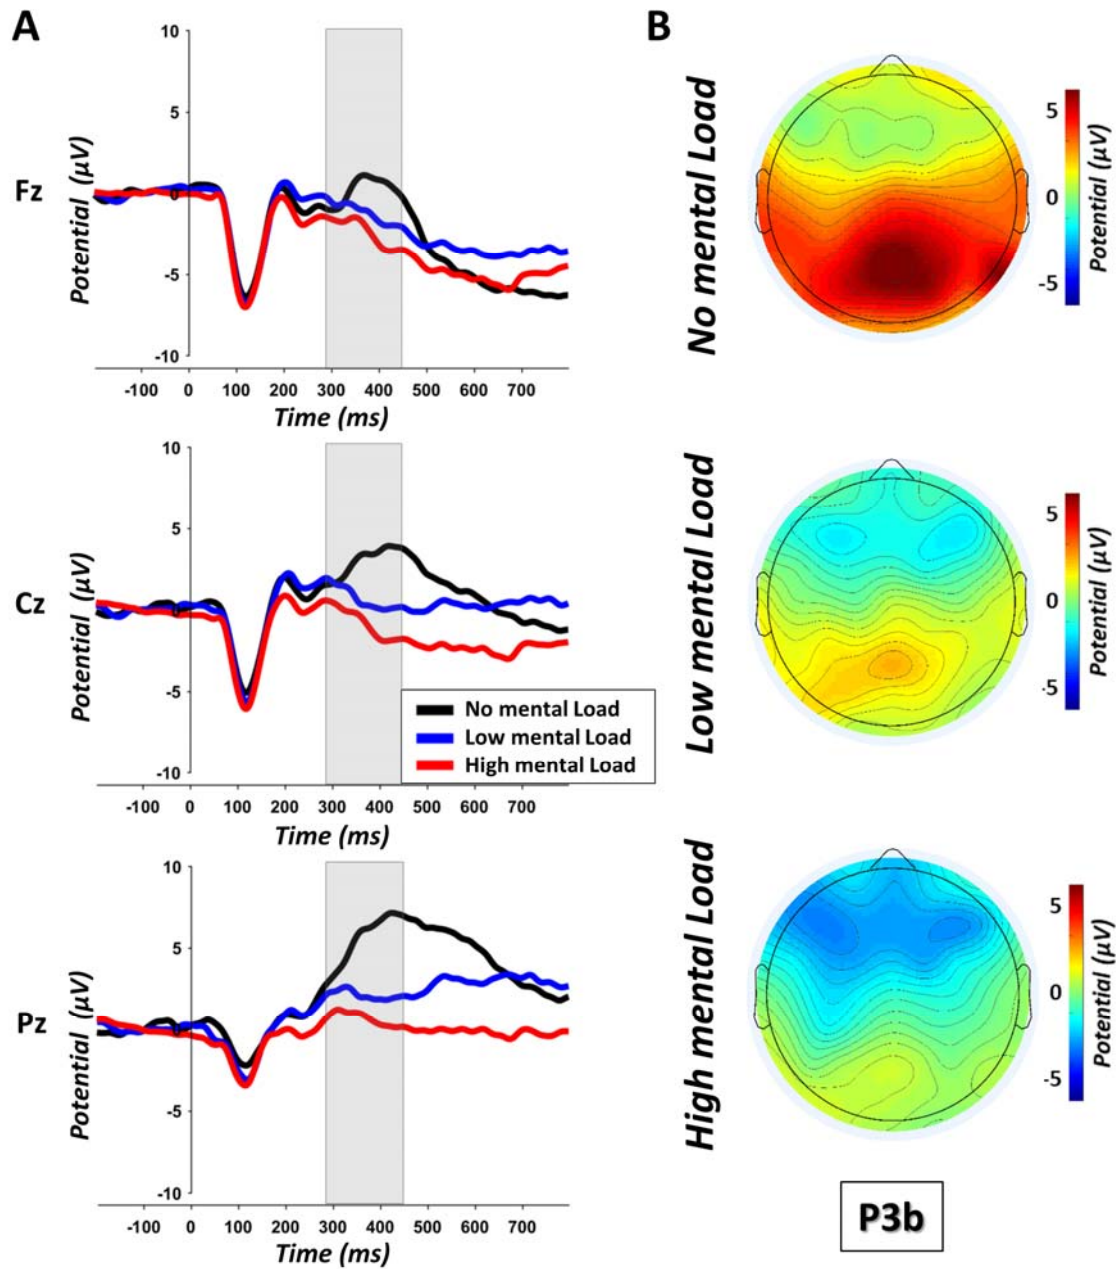 A
B
10
5
0
-5
-10
Potential (μV)
Fz
-100 0 100 200 300 400 500 600 700
Time (ms)
10
5
0
-5
-10
Potential (μV)
Cz
No mental Load
Low mental Load
High mental Load
-100 0 100 200 300 400 500 600 700
Time (ms)
10
5
0
-5
-10
Potential (μV)
Pz
-100 0 100 200 300 400 500 600 700
Time (ms)
No mental Load
5
0
-5
Potential (μV)
Low mental Load
5
0
-5
Potential (μV)
High mental Load
5
0
-5
Potential (μV)
P3b